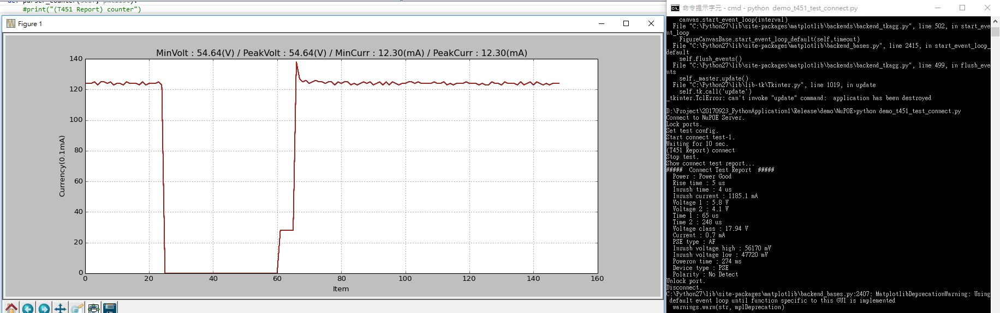 def parser_counter(self, pktlist):
#print("(T451 Report) counter")
Figure 1
MinVolt : 54.64(V) / PeakVolt : 54.64(V) / MinCurr : 12.30(mA) / PeakCurr : 12.30(mA)
140
120
100
80
60
40
20
0
Currency(0.1mA)
0 20 40 60 80 100 120 140 160
Item
命令提示字元 - cmd - python demo_t451_test_connect.py
canvas.start_event_loop(interval)
File "C:\Python27\lib\site-packages\matplotlib\backends\backend_tkagg.py", line 502, in start_eve
nt_loop
FigureCanvasBase.start_event_loop_default(self,timeout)
File "C:\Python27\lib\site-packages\matplotlib\backend_bases.py", line 2415, in start_event_loop_
default
self.flush_events()
File "C:\Python27\lib\site-packages\matplotlib\backends\backend_tkagg.py", line 499, in flush_eve
nts
self._master.update()
File "C:\Python27\lib\lib-tk\Tkinter.py", line 1019, in update
self.tk.call('update')
_tkinter.TclError: can't invoke "update" command:  application has been destroyed
D:\Project\20170923_PythonApplication1\Release\demo\NuPOE>python demo_t451_test_connect.py
Connect to NuPOE Server.
Lock ports.
Set test config.
Start connect test-1.
Waiting for 10 sec.
(T451 Report) connect
Stop test.
Show connect test report...
#####  Connect Test Report  #####
Power : Power Good
Rise time : 5 us
Inrush time : 4 us
Inrush current : 1185.1 mA
Voltage 1 : 5.8 V
Voltage 2 : 4.1 V
Time 1 : 65 us
Time 2 : 248 us
Voltage class : 17.94 V
Current : 0.7 mA
PSE type : AF
Inrush voltage high : 56170 mV
Inrush voltage low : 47720 mV
Poweron time : 274 ms
Device type : PSE
Polarity : No Detect
Unlock port.
Disconnect.
C:\Python27\lib\site-packages\matplotlib\backend_bases.py:2407: MatplotlibDeprecationWarning: Using
default event loop until function specific to this GUI is implemented
warnings.warn(str, mplDeprecation)